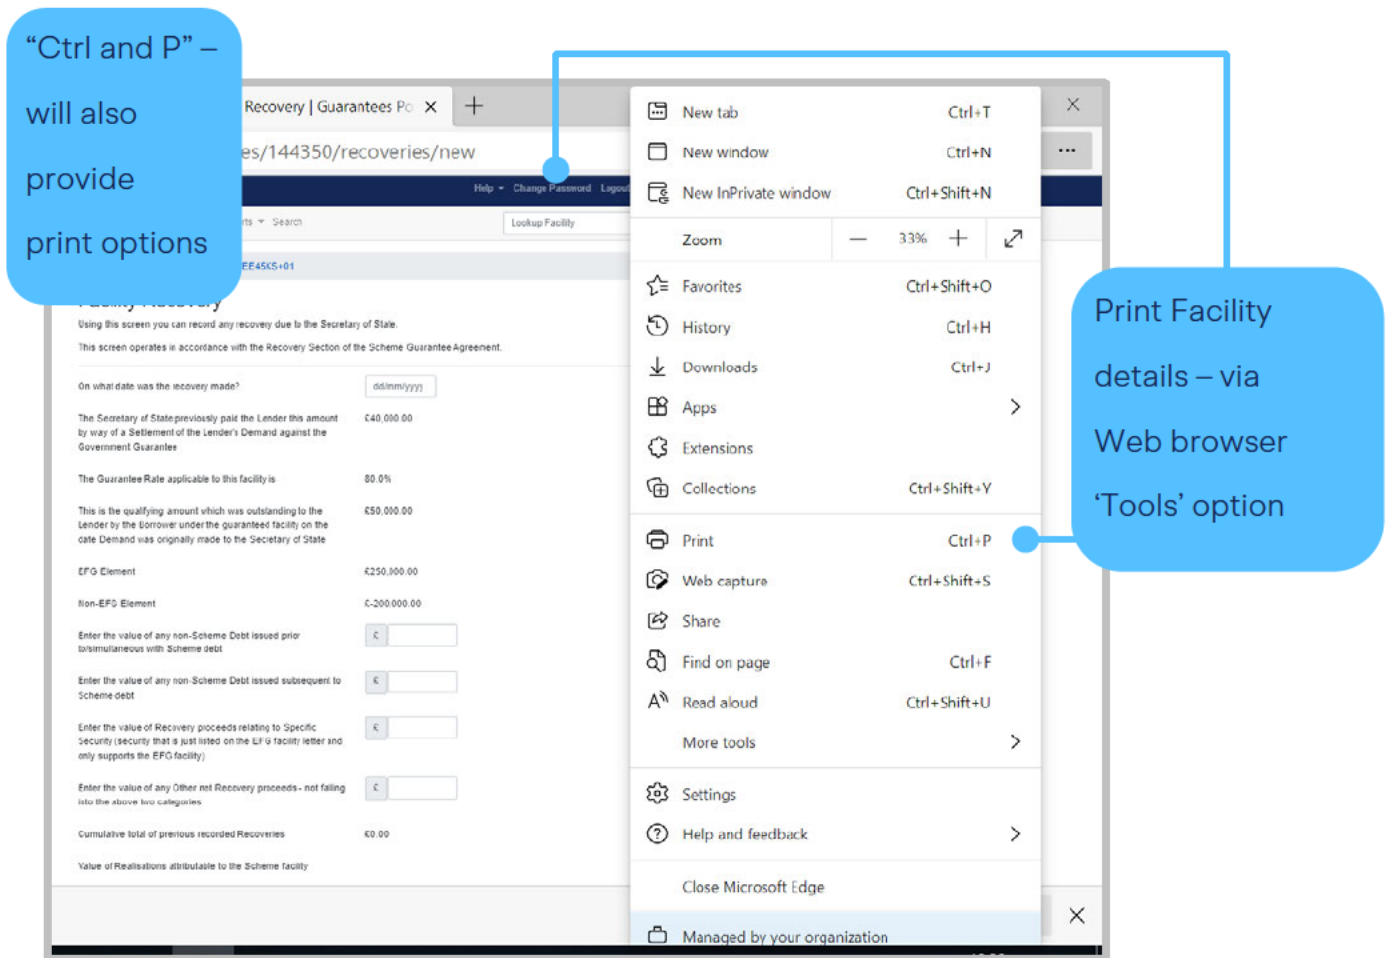 “Ctrl and P” –
will also
provide
print options
Recovery | Guarantees Po
es/144350/recoveries/new
Help Change Password Logout
rts Search
Lookup Facility
EE45KS+01
Facility Recovery
Using this screen you can record any recovery due to the Secretary of State.
This screen operates in accordance with the Recovery Section of the Scheme Guarantee Agreement.
On what date was the recovery made? dd/mm/yyyy
The Secretary of State previously paid the Lender this amount £40,000.00
by way of a Settlement of the Lender's Demand against the
Government Guarantee
The Guarantee Rate applicable to this facility is 80.0%
This is the qualifying amount which was outstanding to the £50,000.00
Lender by the Borrower under the guaranteed facility on the
date Demand was orignally made to the Secretary of State
EFG Element £250,000.00
Non-EFG Element £-200,000.00
Enter the value of any non-Scheme Debt issued prior £
to/simultaneous with Scheme debt
Enter the value of any non-Scheme Debt issued subsequent to £
Scheme debt
Enter the value of Recovery proceeds relating to Specific £
Security (security that is just listed on the EFG facility letter and
only supports the EFG facility)
Enter the value of any Other net Recovery proceeds - not falling £
into the above two categories
Cumulative total of previous recorded Recoveries £0.00
Value of Realisations attributable to the Scheme facility
New tab Ctrl+T
New window Ctrl+N
New InPrivate window Ctrl+Shift+N
Zoom — 33% +
Favorites Ctrl+Shift+O
History Ctrl+H
Downloads Ctrl+J
Apps
Extensions
Collections Ctrl+Shift+Y
Print Ctrl+P
Web capture Ctrl+Shift+S
Share
Find on page Ctrl+F
Read aloud Ctrl+Shift+U
More tools
Settings
Help and feedback
Close Microsoft Edge
Managed by your organization
Print Facility
details – via
Web browser
‘Tools’ option